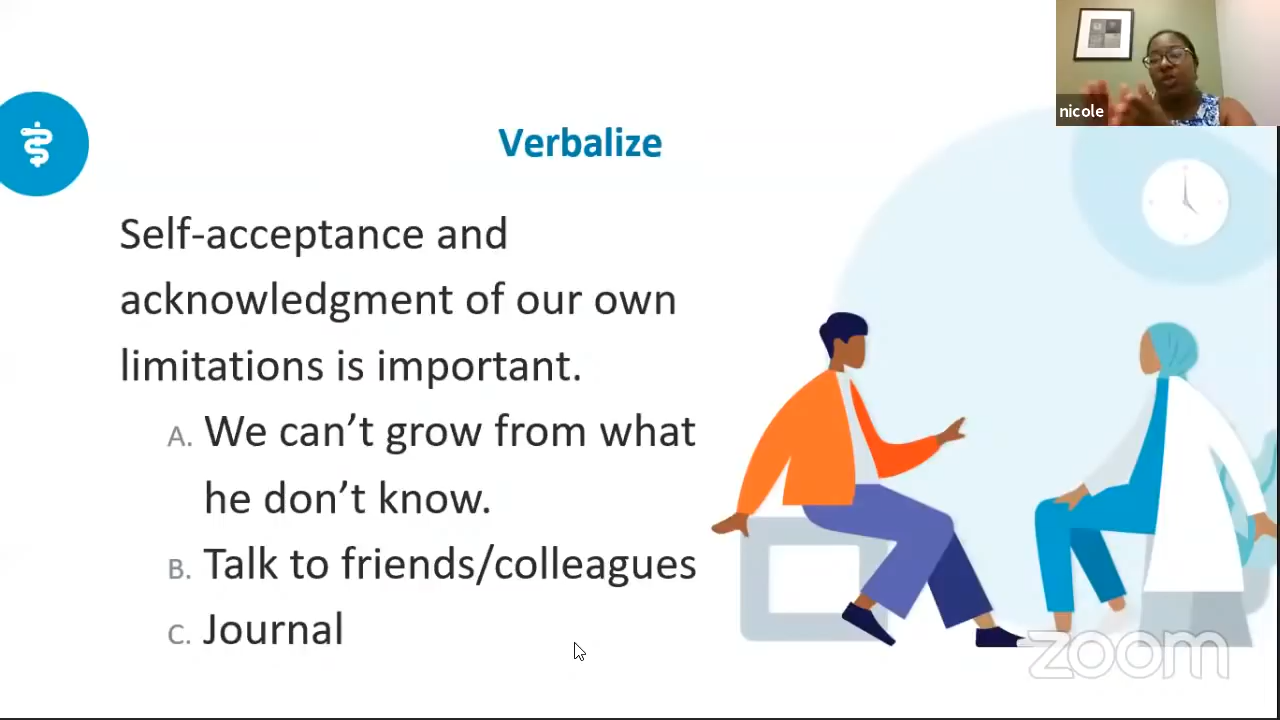 nicole
Verbalize
Self-acceptance and
acknowledgment of our own
limitations is important.
A. We can’t grow from what
he don’t know.
B. Talk to friends/colleagues
C. Journal
zoom